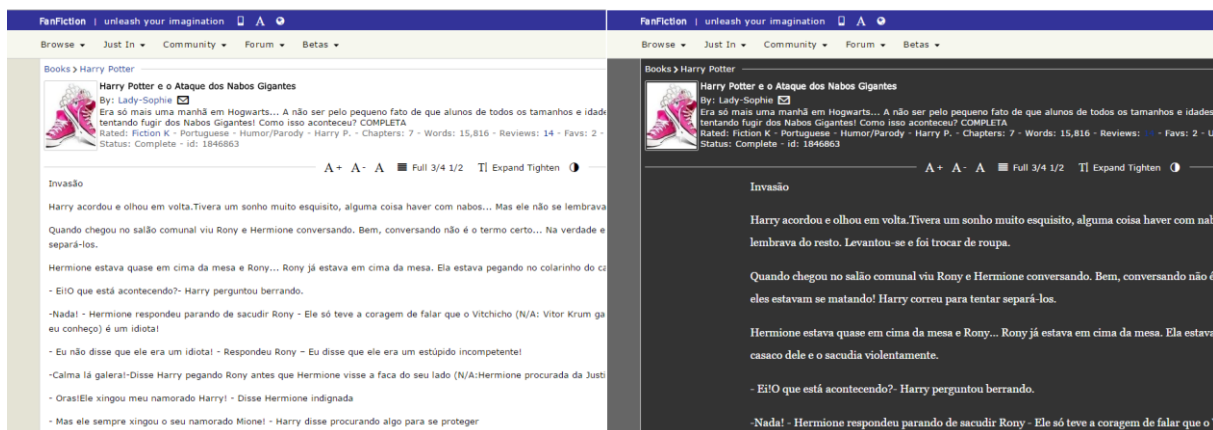 FanFiction | unleash your imagination A
Browse Just In Community Forum Betas
Books > Harry Potter
Harry Potter e o Ataque dos Nabos Gigantes
By: Lady-Sophie
Era só mais uma manhã em Hogwarts... A não ser pelo pequeno fato de que alunos de todos os tamanhos e idade
tentando fugir dos Nabos Gigantes! Como isso aconteceu? COMPLETA
Rated: Fiction K - Portuguese - Humor/Parody - Harry P. - Chapters: 7 - Words: 15,816 - Reviews: 14 - Favs: 2 -
Status: Complete - id: 1846863
A+ A- A Full 3/4 1/2 Expand Tighten
Invasão
Harry acordou e olhou em volta.Tivera um sonho muito esquisito, alguma coisa haver com nabos... Mas ele não se lembrava
Quando chegou no salão comunal viu Rony e Hermione conversando. Bem, conversando não é o termo certo... Na verdade e
separá-los.
Hermione estava quase em cima da mesa e Rony... Rony já estava em cima da mesa. Ela estava pegando no colarinho do ca
- Ei!O que está acontecendo?- Harry perguntou berrando.
-Nada! - Hermione respondeu parando de sacudir Rony - Ele só teve a coragem de falar que o Vitchicho (N/A: Vitor Krum ga
eu conheço) é um idiota!
- Eu não disse que ele era um idiota! - Respondeu Rony – Eu disse que ele era um estúpido incompetente!
-Calma lá galera!-Disse Harry pegando Rony antes que Hermione visse a faca do seu lado (N/A:Hermione procurada da Justi
- Oras!Ele xingou meu namorado Harry! - Disse Hermione indignada
- Mas ele sempre xingou o seu namorado Mione! - Harry disse procurando algo para se proteger
FanFiction | unleash your imagination A
Browse Just In Community Forum Betas
Books > Harry Potter
Harry Potter e o Ataque dos Nabos Gigantes
By: Lady-Sophie
Era só mais uma manhã em Hogwarts... A não ser pelo pequeno fato de que alunos de todos os tamanhos e idades
tentando fugir dos Nabos Gigantes! Como isso aconteceu? COMPLETA
Rated: Fiction K - Portuguese - Humor/Parody - Harry P. - Chapters: 7 - Words: 15,816 - Reviews: - Favs: 2 - U
Status: Complete - id: 1846863
A+ A- A Full 3/4 1/2 Expand Tighten
Invasão
Harry acordou e olhou em volta.Tivera um sonho muito esquisito, alguma coisa haver com nab
lembrava do resto. Levantou-se e foi trocar de roupa.
Quando chegou no salão comunal viu Rony e Hermione conversando. Bem, conversando não é
eles estavam se matando! Harry correu para tentar separá-los.
Hermione estava quase em cima da mesa e Rony... Rony já estava em cima da mesa. Ela estava
casaco dele e o sacudia violentamente.
- Ei!O que está acontecendo?- Harry perguntou berrando.
-Nada! - Hermione respondeu parando de sacudir Rony - Ele só teve a coragem de falar que o